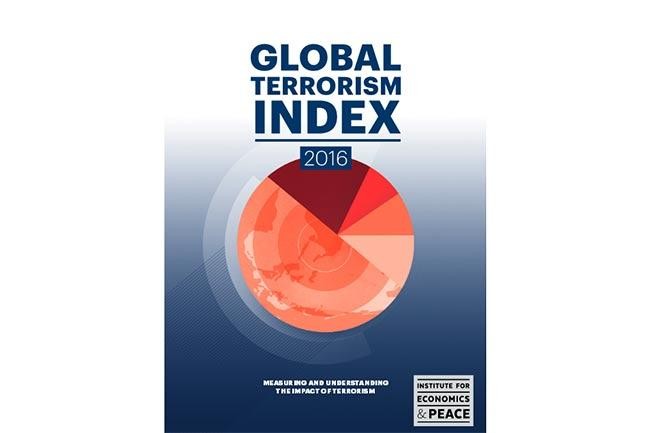 GLOBAL
TERRORISM
INDEX
2016
MEASURING AND UNDERSTANDING
THE IMPACT OF TERRORISM
INSTITUTE FOR
ECONOMICS
& PEACE